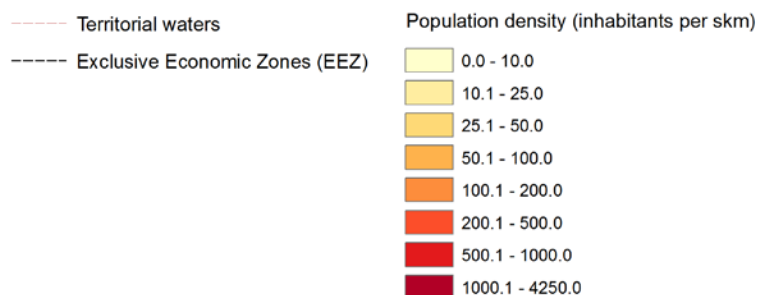 Territorial waters
Exclusive Economic Zones (EEZ)
Population density (inhabitants per skm)
0.0 - 10.0
10.1 - 25.0
25.1 - 50.0
50.1 - 100.0
100.1 - 200.0
200.1 - 500.0
500.1 - 1000.0
1000.1 - 4250.0